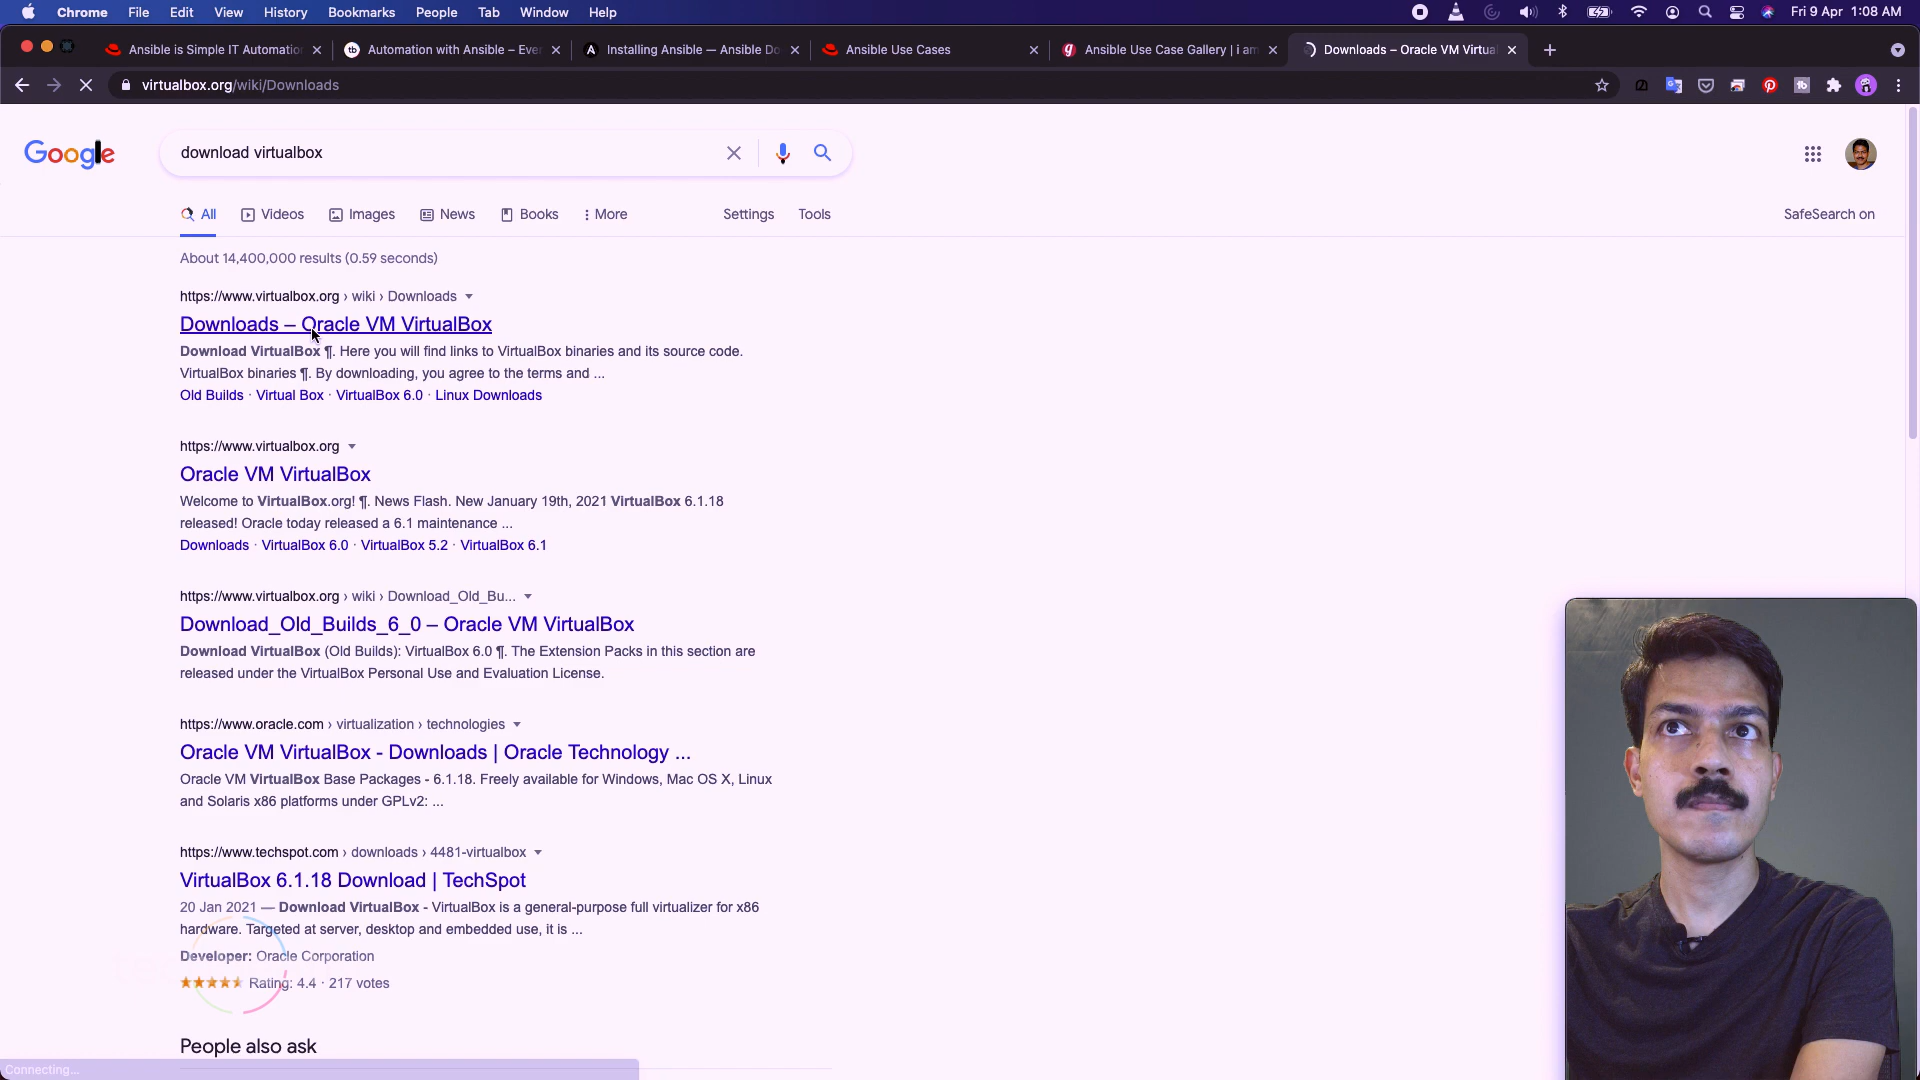 Chrome File Edit View History Bookmarks People Tab Window Help Fri 9 Apr 1:08 AM
Ansible is Simple IT Automation Automation with Ansible – Eve Installing Ansible — Ansible Do Ansible Use Cases Ansible Use Case Gallery | i am Downloads – Oracle VM Virtua
virtualbox.org/wiki/Downloads
Google download virtualbox
All Videos Images News Books More Settings Tools SafeSearch on
About 14,400,000 results (0.59 seconds)
https://www.virtualbox.org › wiki › Downloads
Downloads – Oracle VM VirtualBox
Download VirtualBox ¶. Here you will find links to VirtualBox binaries and its source code.
VirtualBox binaries ¶. By downloading, you agree to the terms and ...
Old Builds · Virtual Box · VirtualBox 6.0 · Linux Downloads
https://www.virtualbox.org
Oracle VM VirtualBox
Welcome to VirtualBox.org! ¶. News Flash. New January 19th, 2021 VirtualBox 6.1.18
released! Oracle today released a 6.1 maintenance ...
Downloads · VirtualBox 6.0 · VirtualBox 5.2 · VirtualBox 6.1
https://www.virtualbox.org › wiki › Download_Old_Bu...
Download_Old_Builds_6_0 – Oracle VM VirtualBox
Download VirtualBox (Old Builds): VirtualBox 6.0 ¶. The Extension Packs in this section are
released under the VirtualBox Personal Use and Evaluation License.
https://www.oracle.com › virtualization › technologies
Oracle VM VirtualBox - Downloads | Oracle Technology ...
Oracle VM VirtualBox Base Packages - 6.1.18. Freely available for Windows, Mac OS X, Linux
and Solaris x86 platforms under GPLv2: ...
https://www.techspot.com › downloads › 4481-virtualbox
VirtualBox 6.1.18 Download | TechSpot
20 Jan 2021 — Download VirtualBox - VirtualBox is a general-purpose full virtualizer for x86
hardware. Targeted at server, desktop and embedded use, it is ...
Developer: Oracle Corporation
Rating: 4.4 · 217 votes
People also ask
Connecting...